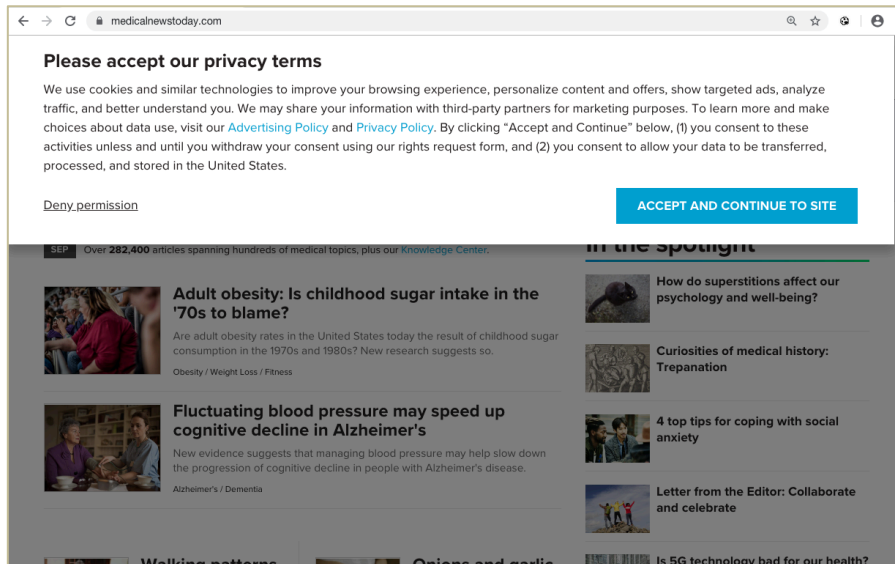 medicalnewstoday.com
Please accept our privacy terms
We use cookies and similar technologies to improve your browsing experience, personalize content and offers, show targeted ads, analyze
traffic, and better understand you. We may share your information with third-party partners for marketing purposes. To learn more and make
choices about data use, visit our Advertising Policy and Privacy Policy. By clicking “Accept and Continue” below, (1) you consent to these
activities unless and until you withdraw your consent using our rights request form, and (2) you consent to allow your data to be transferred,
processed, and stored in the United States.
Deny permission
ACCEPT AND CONTINUE TO SITE
SEP Over 282,400 articles spanning hundreds of medical topics, plus our Knowledge Center.
Adult obesity: Is childhood sugar intake in the
'70s to blame?
Are adult obesity rates in the United States today the result of childhood sugar
consumption in the 1970s and 1980s? New research suggests so.
Obesity / Weight Loss / Fitness
Fluctuating blood pressure may speed up
cognitive decline in Alzheimer's
New evidence suggests that managing blood pressure may help slow down
the progression of cognitive decline in people with Alzheimer's disease.
Alzheimer's / Dementia
Walking patterns
Onions and garlic
in the spotlight
How do superstitions affect our
psychology and well-being?
Curiosities of medical history:
Trepanation
4 top tips for coping with social
anxiety
Letter from the Editor: Collaborate
and celebrate
Is 5G technology bad for our health?